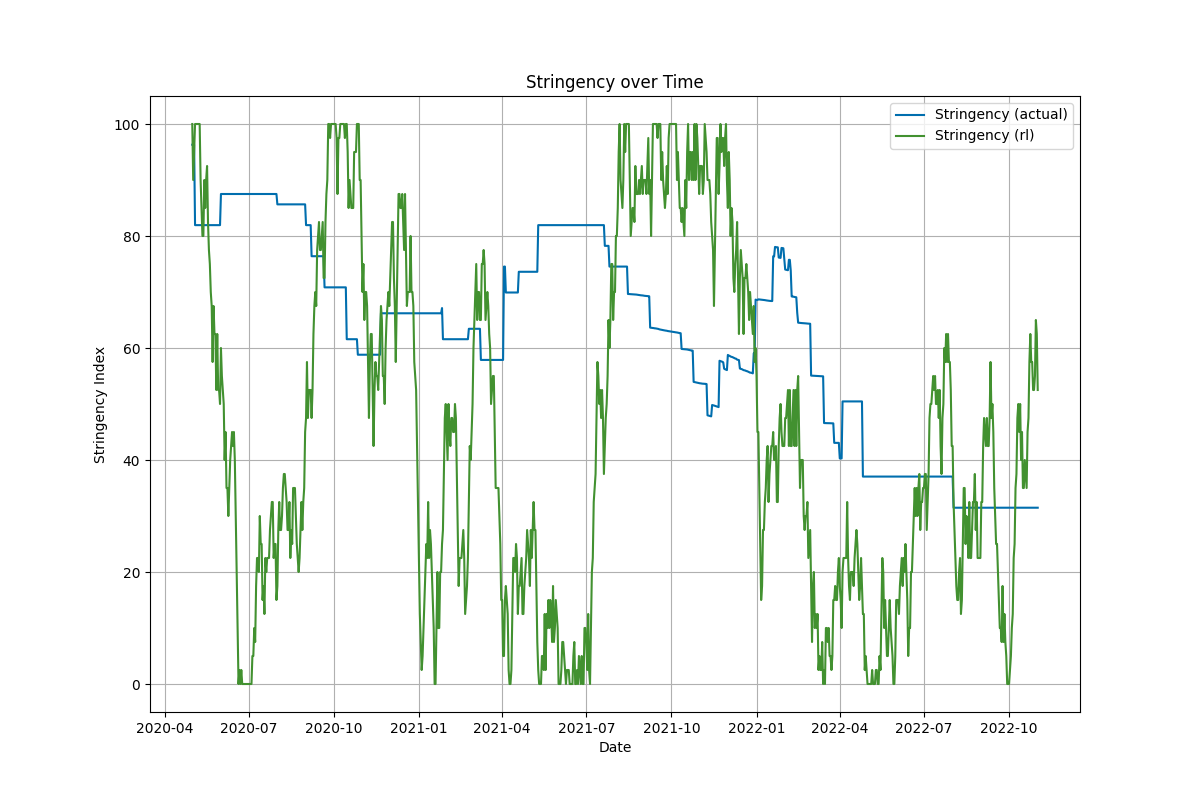 Stringency over Time
Stringency (actual)
Stringency (rl)
Stringency Index
100
80
60
40
20
0
2020-04 2020-07 2020-10 2021-01 2021-04 2021-07 2021-10 2022-01 2022-04 2022-07 2022-10
Date